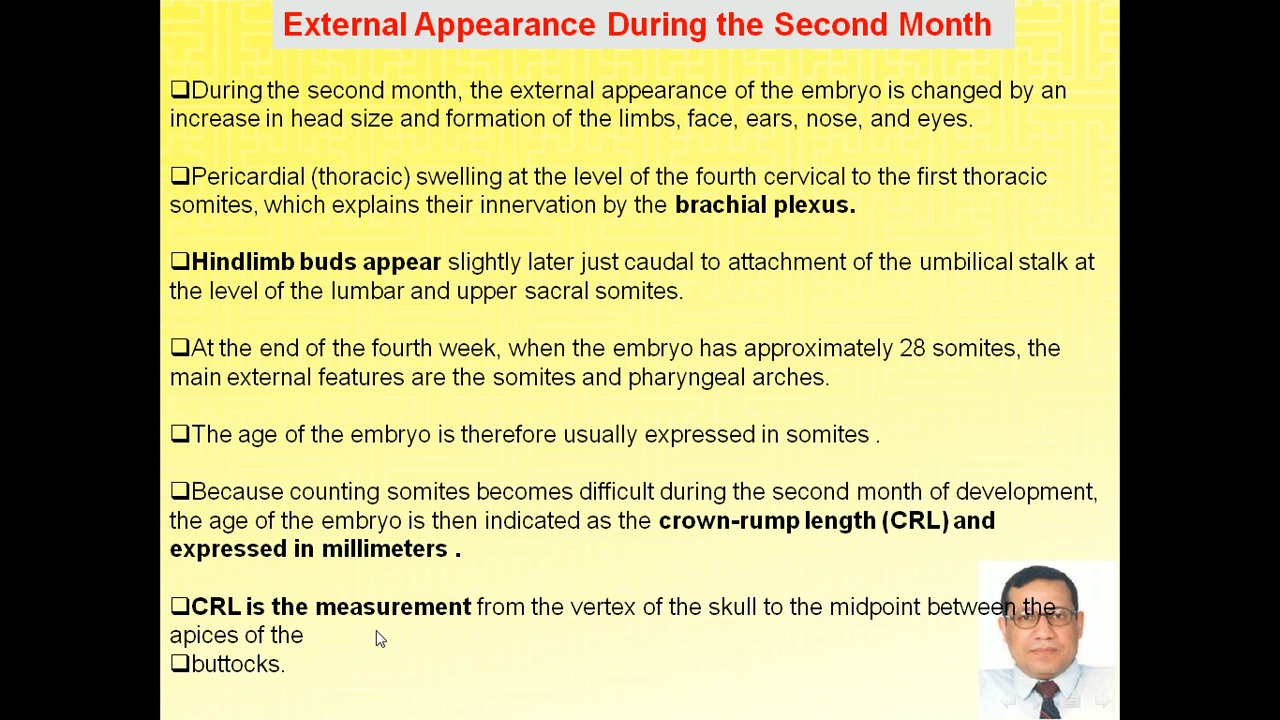 External Appearance During the Second Month
❑During the second month, the external appearance of the embryo is changed by an
increase in head size and formation of the limbs, face, ears, nose, and eyes.
❑Pericardial (thoracic) swelling at the level of the fourth cervical to the first thoracic
somites, which explains their innervation by the brachial plexus.
❑Hindlimb buds appear slightly later just caudal to attachment of the umbilical stalk at
the level of the lumbar and upper sacral somites.
❑At the end of the fourth week, when the embryo has approximately 28 somites, the
main external features are the somites and pharyngeal arches.
❑The age of the embryo is therefore usually expressed in somites .
❑Because counting somites becomes difficult during the second month of development,
the age of the embryo is then indicated as the crown-rump length (CRL) and
expressed in millimeters .
❑CRL is the measurement from the vertex of the skull to the midpoint between the
apices of the
❑buttocks.